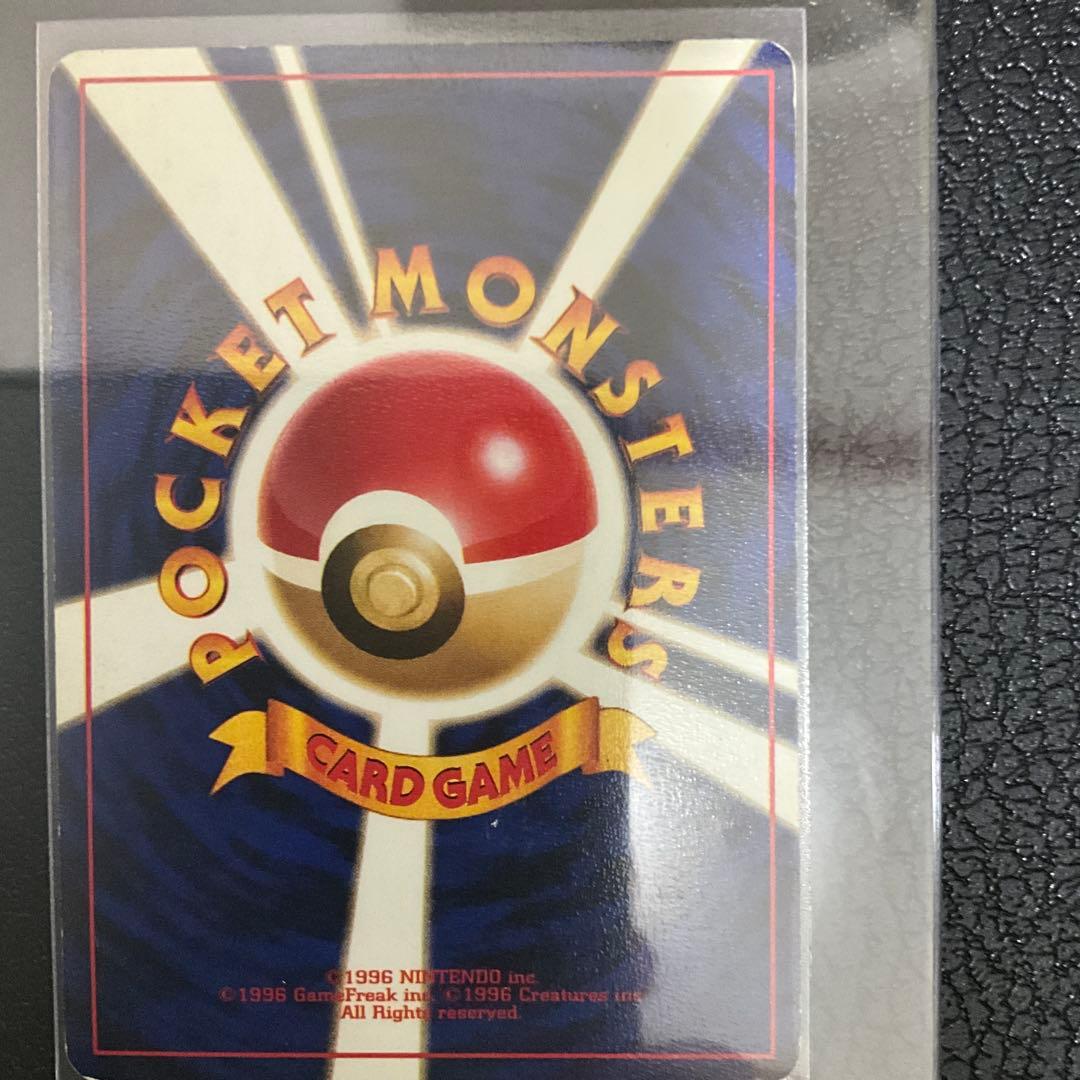 POCKET MONSTERS
CARD GAME
©1996 NINTENDO inc.
©1996 GameFreak inc. ©1996 Creatures inc.
All Rights reserved.